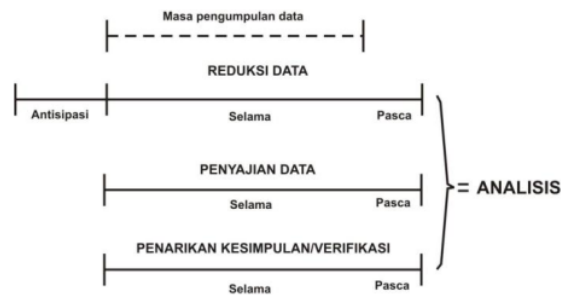 Masa pengumpulan data
REDUKSI DATA
Antisipasi Selama Pasca
PENYAJIAN DATA
Selama Pasca
= ANALISIS
PENARIKAN KESIMPULAN/VERIFIKASI
Selama Pasca